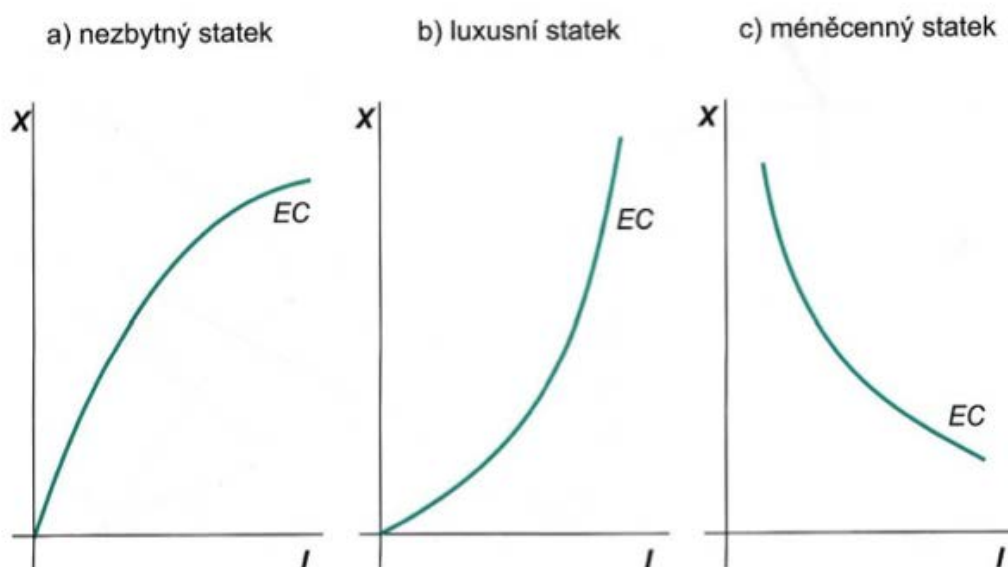 a) nezbytný statek
b) luxusní statek
c) méněcenný statek
X
EC
I
X
EC
I
X
EC
I